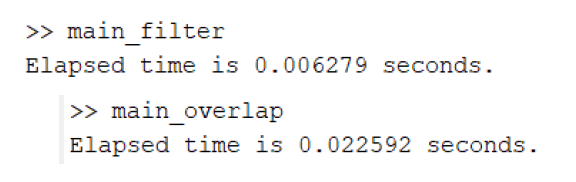 >> main_filter
Elapsed time is 0.006279 seconds.
>> main_overlap
Elapsed time is 0.022592 seconds.